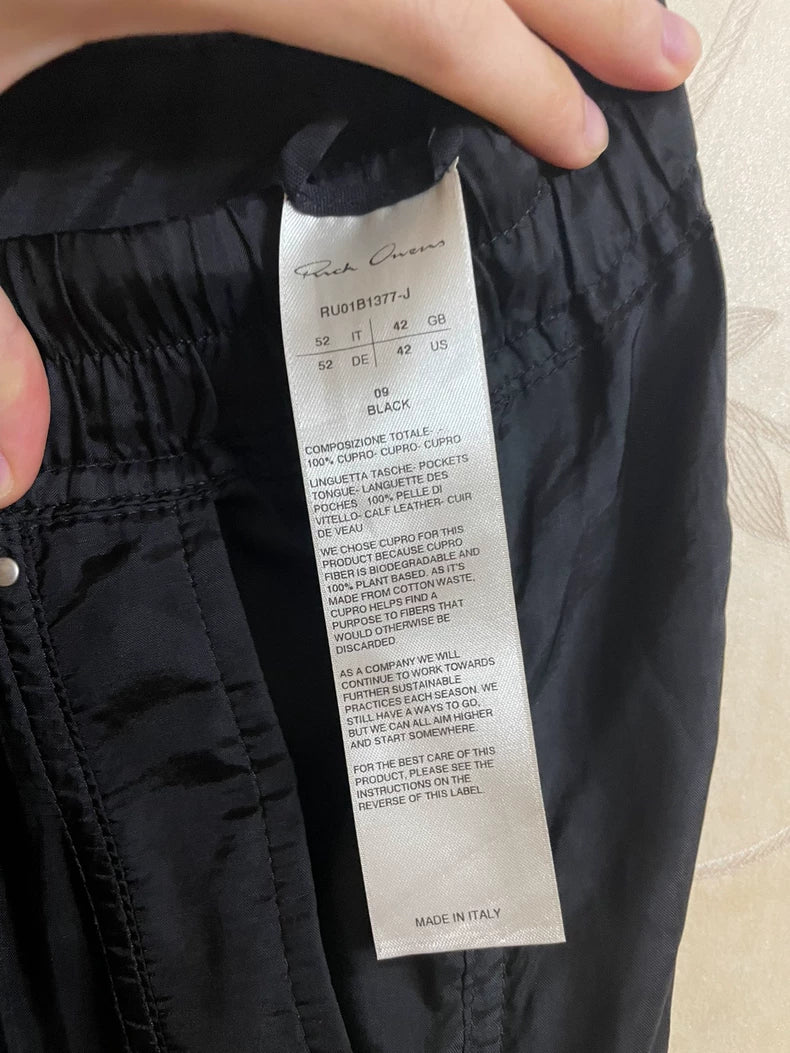 Rick Owens
RU01B1377-J
52 IT 42 GB
52 DE 42 US
09
BLACK
COMPOSIZIONE TOTALE- -
100% CUPRO- CUPRO- CUPRO
LINGUETTA TASCHE- POCKETS
TONGUE- LANGUETTE DES
POCHES 100% PELLE DI
VITELLO- CALF LEATHER- CUIR
DE VEAU
WE CHOSE CUPRO FOR THIS
PRODUCT BECAUSE CUPRO
FIBER IS BIODEGRADABLE AND
100% PLANT BASED. AS IT'S
MADE FROM COTTON WASTE,
CUPRO HELPS FIND A
PURPOSE TO FIBERS THAT
WOULD OTHERWISE BE
DISCARDED
AS A COMPANY WE WILL
CONTINUE TO WORK TOWARDS
FURTHER SUSTAINABLE
PRACTICES EACH SEASON. WE
STILL HAVE A WAYS TO GO,
BUT WE CAN ALL AIM HIGHER
AND START SOMEWHERE.
FOR THE BEST CARE OF THIS
PRODUCT, PLEASE SEE THE
INSTRUCTIONS ON THE
REVERSE OF THIS LABEL
MADE IN ITALY